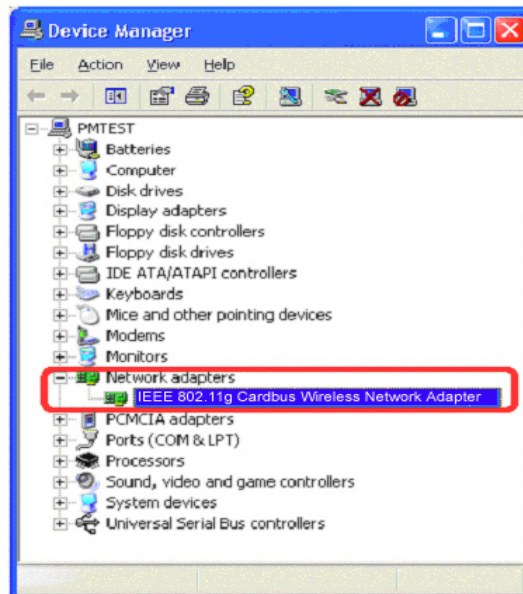 Device Manager
File Action View Help
PMTEST
Batteries
Computer
Disk drives
Display adapters
Floppy disk controllers
Floppy disk drives
IDE ATA/ATAPI controllers
Keyboards
Mice and other pointing devices
Modems
Monitors
Network adapters
IEEE 802.11g Cardbus Wireless Network Adapter
PCMCIA adapters
Ports (COM & LPT)
Processors
Sound, video and game controllers
System devices
Universal Serial Bus controllers